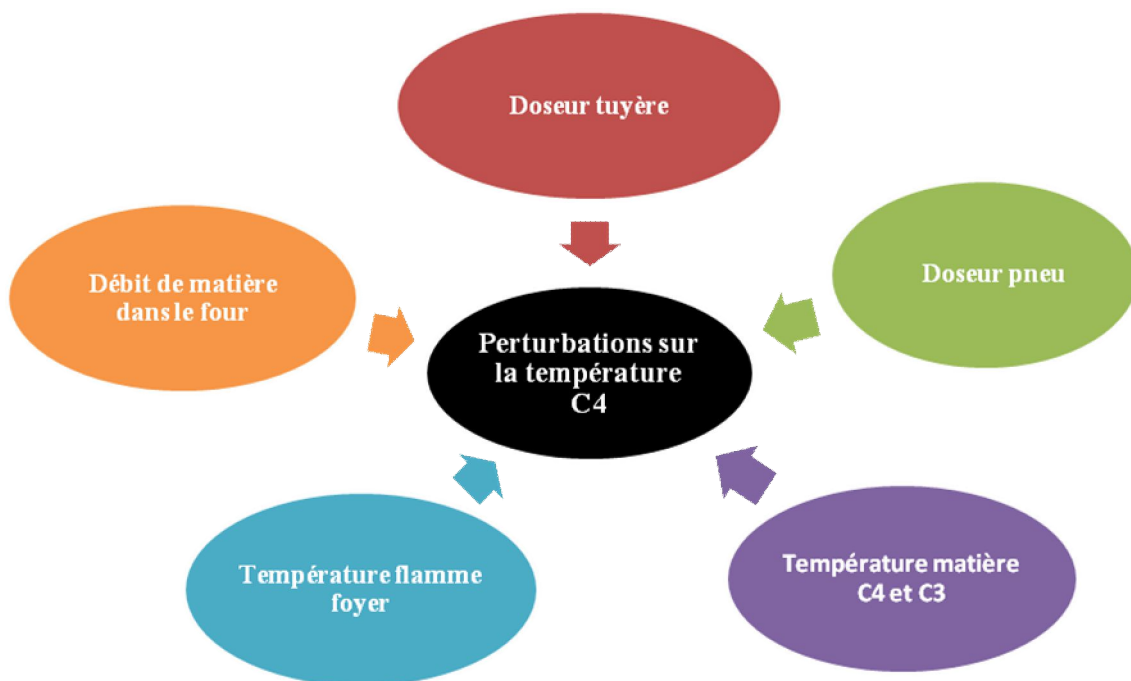 Doseur tuyère
Débit de matière
dans le four
Doseur pneu
Perturbations sur
la température
C4
Température flamme
foyer
Température matière
C4 et C3